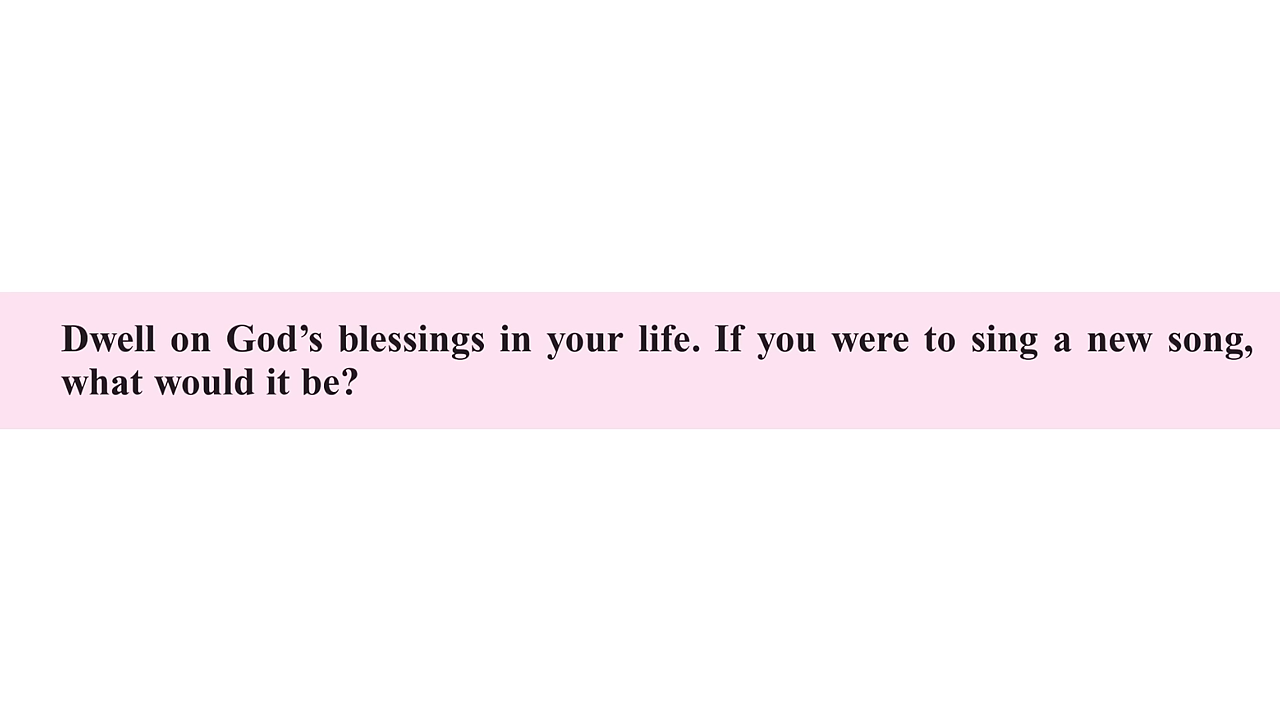 Dwell on God’s blessings in your life. If you were to sing a new song,
what would it be?